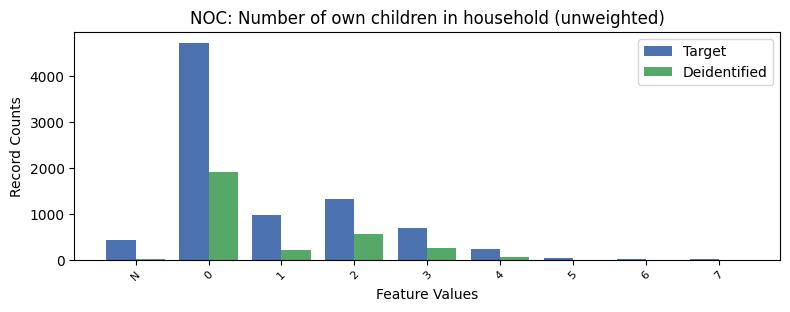 NOC: Number of own children in household (unweighted)
Target
Deidentified
Record Counts
4000
3000
2000
1000
0
N 0 1 2 3 4 5 6 7
Feature Values